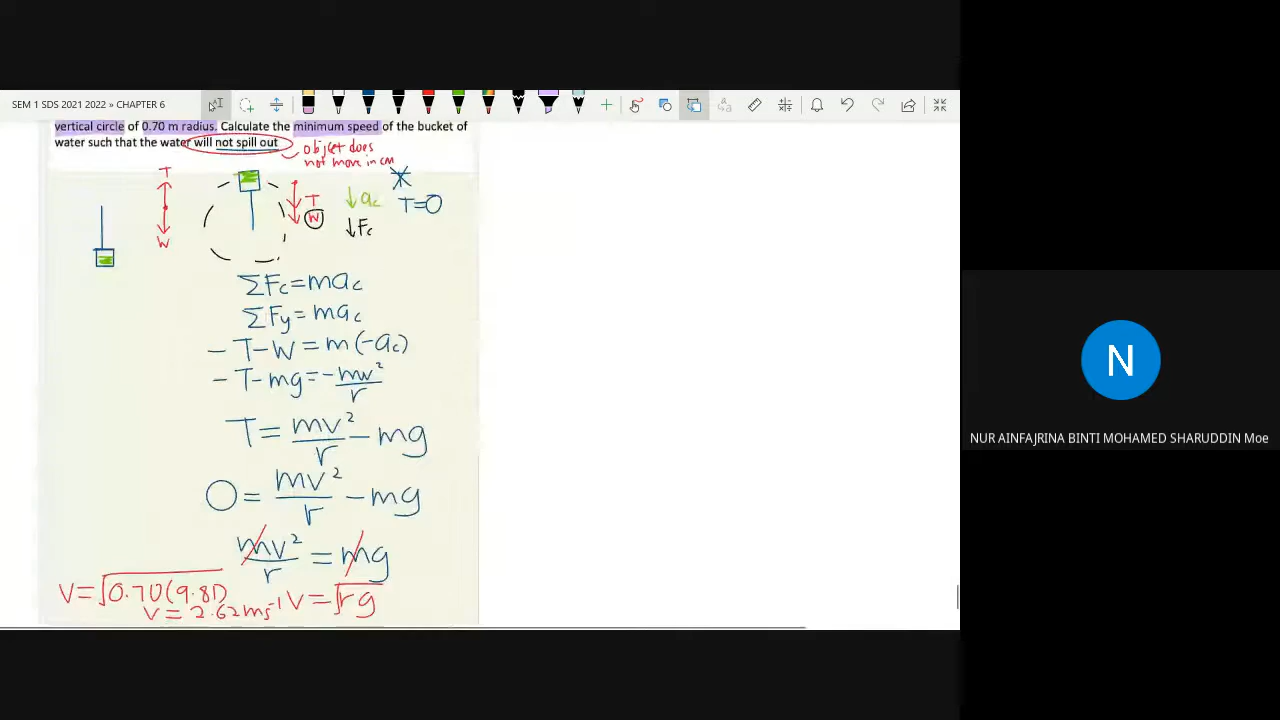 SEM 1 SDS 2021 2022 » CHAPTER 6
vertical circle of 0.70 m radius. Calculate the minimum speed of the bucket of
water such that the water will not spill out
object does
not move in cm
T
W
T
W
↓ac
↓Fc
T=0
ΣFc=mac
ΣFy=mac
-T-W=m(-ac)
-T-mg=-mv²/r
T=mv²/r-mg
0=mv²/r-mg
mv²/r=mg
V=√0.70(9.81)
V=√rg
V=2.62ms⁻¹
N
NUR AINFAJRINA BINTI MOHAMED SHARUDDIN Moe